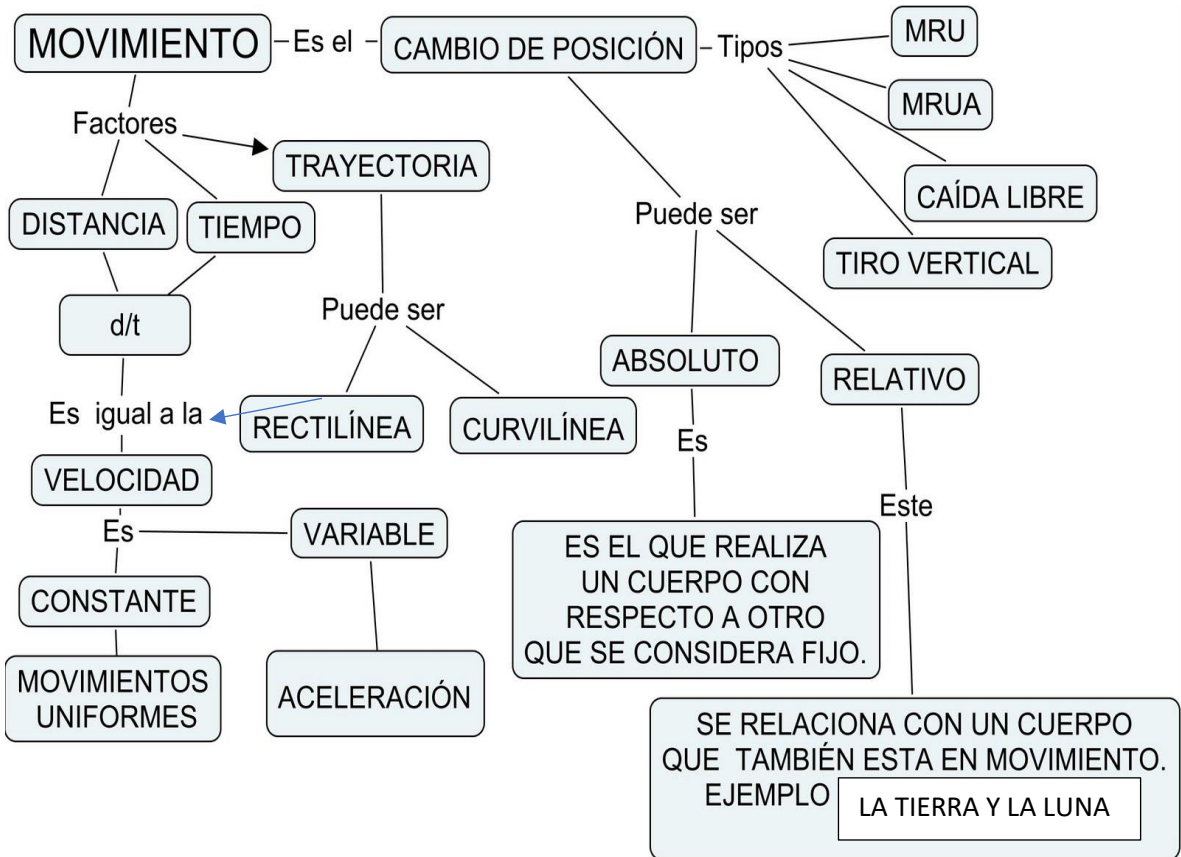 MOVIMIENTO
Es el
CAMBIO DE POSICIÓN
Tipos
MRU
MRUA
CAÍDA LIBRE
TIRO VERTICAL
Factores
TRAYECTORIA
DISTANCIA
TIEMPO
d/t
Puede ser
RECTILÍNEA
CURVILÍNEA
Es igual a la
VELOCIDAD
Es
VARIABLE
CONSTANTE
MOVIMIENTOS
UNIFORMES
ACELERACIÓN
Puede ser
ABSOLUTO
RELATIVO
Es
ES EL QUE REALIZA
UN CUERPO CON
RESPECTO A OTRO
QUE SE CONSIDERA FIJO.
Este
SE RELACIONA CON UN CUERPO
QUE TAMBIÉN ESTA EN MOVIMIENTO.
EJEMPLO LA TIERRA Y LA LUNA